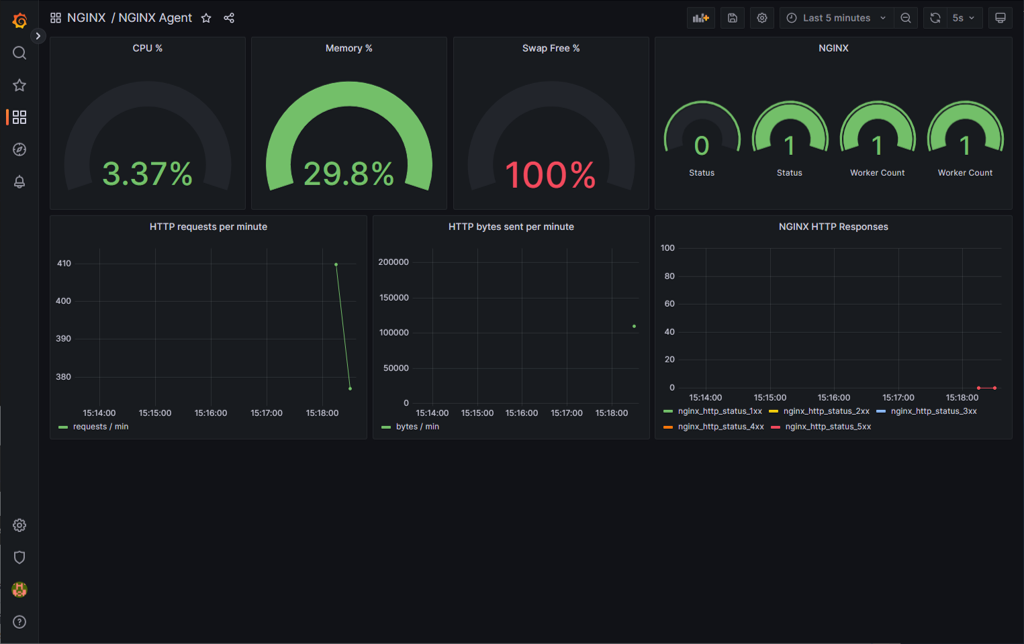 NGINX / NGINX Agent
Last 5 minutes
5s
CPU %
3.37%
Memory %
29.8%
Swap Free %
100%
NGINX
0
Status
1
Status
1
Worker Count
1
Worker Count
HTTP requests per minute
410
400
390
380
15:14:00 15:15:00 15:16:00 15:17:00 15:18:00
requests / min
HTTP bytes sent per minute
200000
150000
100000
50000
0
15:14:00 15:15:00 15:16:00 15:17:00 15:18:00
bytes / min
NGINX HTTP Responses
100
80
60
40
20
0
15:14:00 15:15:00 15:16:00 15:17:00 15:18:00
nginx_http_status_1xx nginx_http_status_2xx nginx_http_status_3xx
nginx_http_status_4xx nginx_http_status_5xx